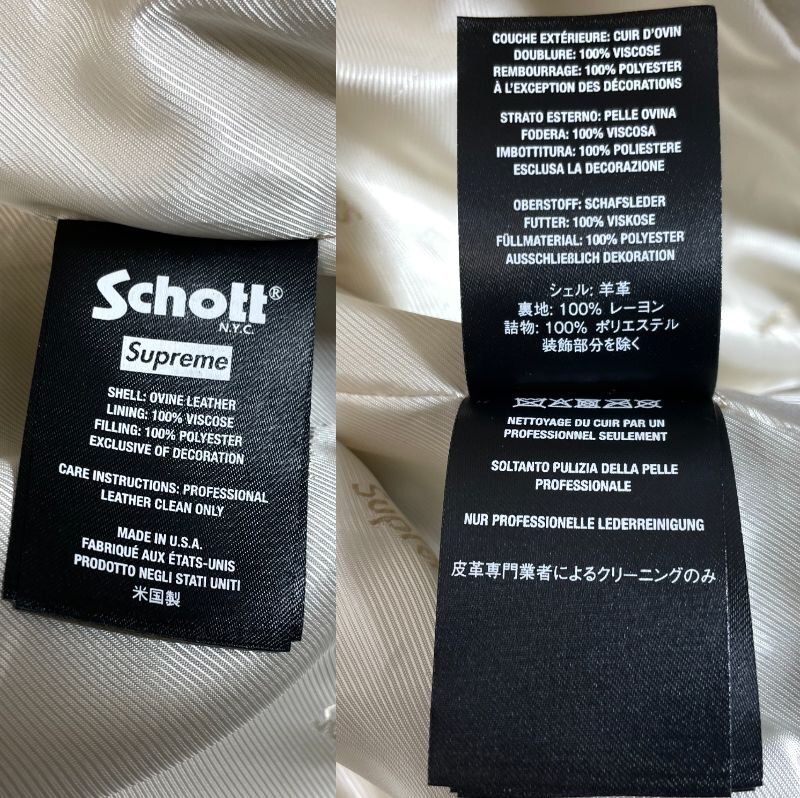 Schott®
N.Y.C.
Supreme
SHELL: OVINE LEATHER
LINING: 100% VISCOSE
FILLING: 100% POLYESTER
EXCLUSIVE OF DECORATION
CARE INSTRUCTIONS: PROFESSIONAL
LEATHER CLEAN ONLY
MADE IN U.S.A.
FABRIQUÉ AUX ÉTATS-UNIS
PRODOTTO NEGLI STATI UNITI
米国製
COUCHE EXTÉRIEURE: CUIR D'OVIN
DOUBLURE: 100% VISCOSE
REMBOURRAGE: 100% POLYESTER
À L'EXCEPTION DES DÉCORATIONS
STRATO ESTERNO: PELLE OVINA
FODERA: 100% VISCOSA
IMBOTTITURA: 100% POLIESTERE
ESCLUSA LA DECORAZIONE
OBERSTOFF: SCHAFSLEDER
FUTTER: 100% VISKOSE
FÜLLMATERIAL: 100% POLYESTER
AUSSCHLIEßLICH DEKORATION
シェル: 羊革
裏地: 100% レーヨン
詰物: 100% ポリエステル
装飾部分を除く
NETTOYAGE DU CUIR PAR UN
PROFESSIONNEL SEULEMENT
SOLTANTO PULIZIA DELLA PELLE
PROFESSIONALE
NUR PROFESSIONELLE LEDERREINIGUNG
皮革専門業者によるクリーニングのみ